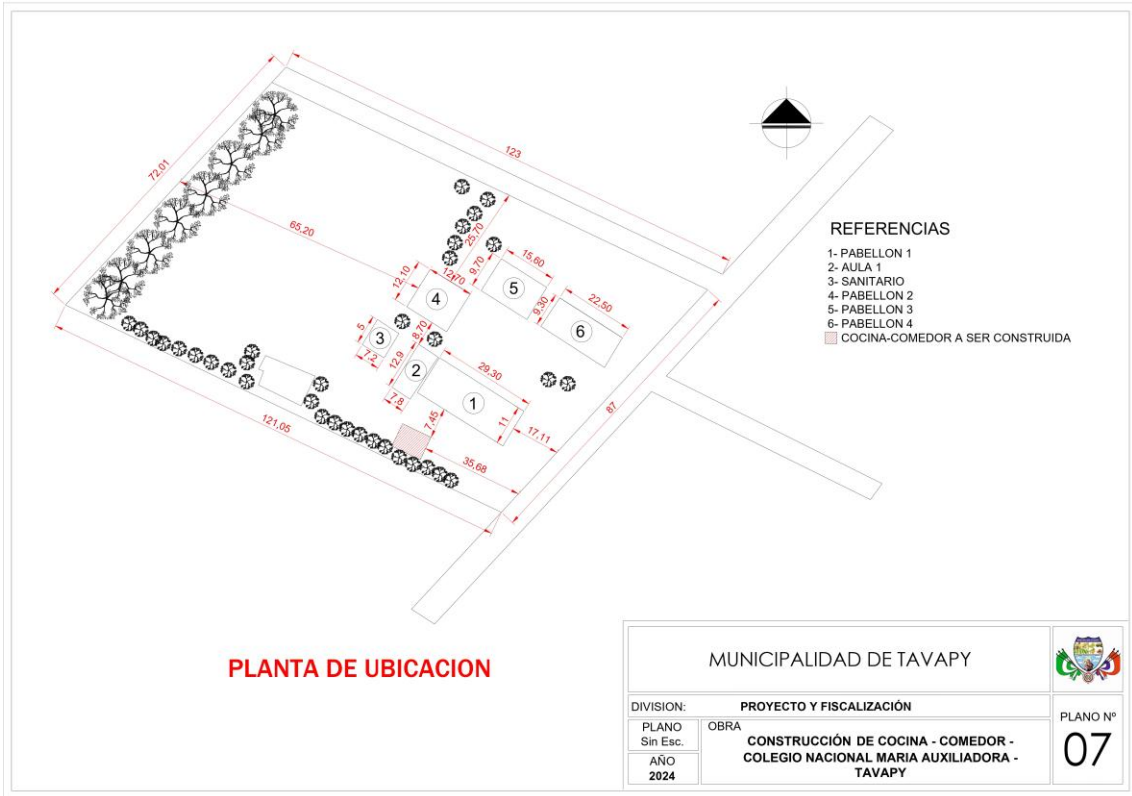 123
72,01
65,20
25,70
15,60
9,70
12,70
12,10
22,50
9,30
5
4
6
8,70
3
5
7,2
12,9
2
29,30
1
7,8
11
7,45
17,11
87
35,68
121,05
REFERENCIAS
1- PABELLON 1
2- AULA 1
3- SANITARIO
4- PABELLON 2
5- PABELLON 3
6- PABELLON 4
COCINA-COMEDOR A SER CONSTRUIDA
PLANTA DE UBICACION
MUNICIPALIDAD DE TAVAPY
DIVISION: PROYECTO Y FISCALIZACIÓN
PLANO
Sin Esc.
AÑO
2024
OBRA
CONSTRUCCIÓN DE COCINA - COMEDOR -
COLEGIO NACIONAL MARIA AUXILIADORA -
TAVAPY
PLANO Nº
07